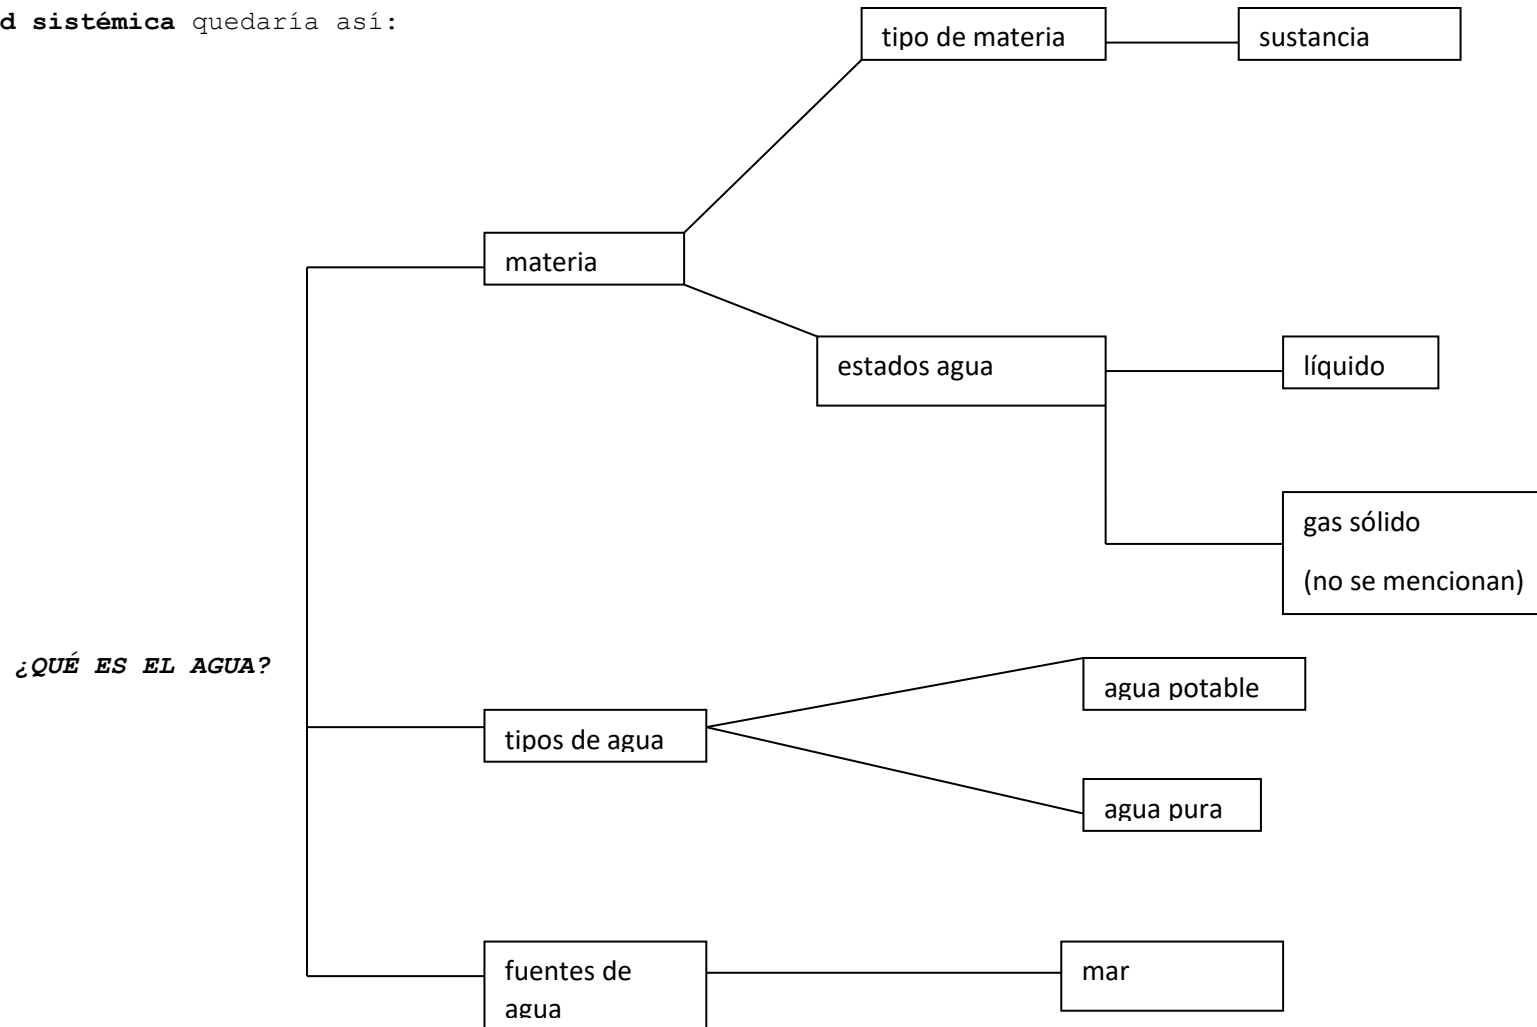 d sistémica quedaría así:
tipo de materia
sustancia
materia
estados agua
líquido
gas sólido
(no se mencionan)
¿QUÉ ES EL AGUA?
agua potable
tipos de agua
agua pura
fuentes de
agua
mar